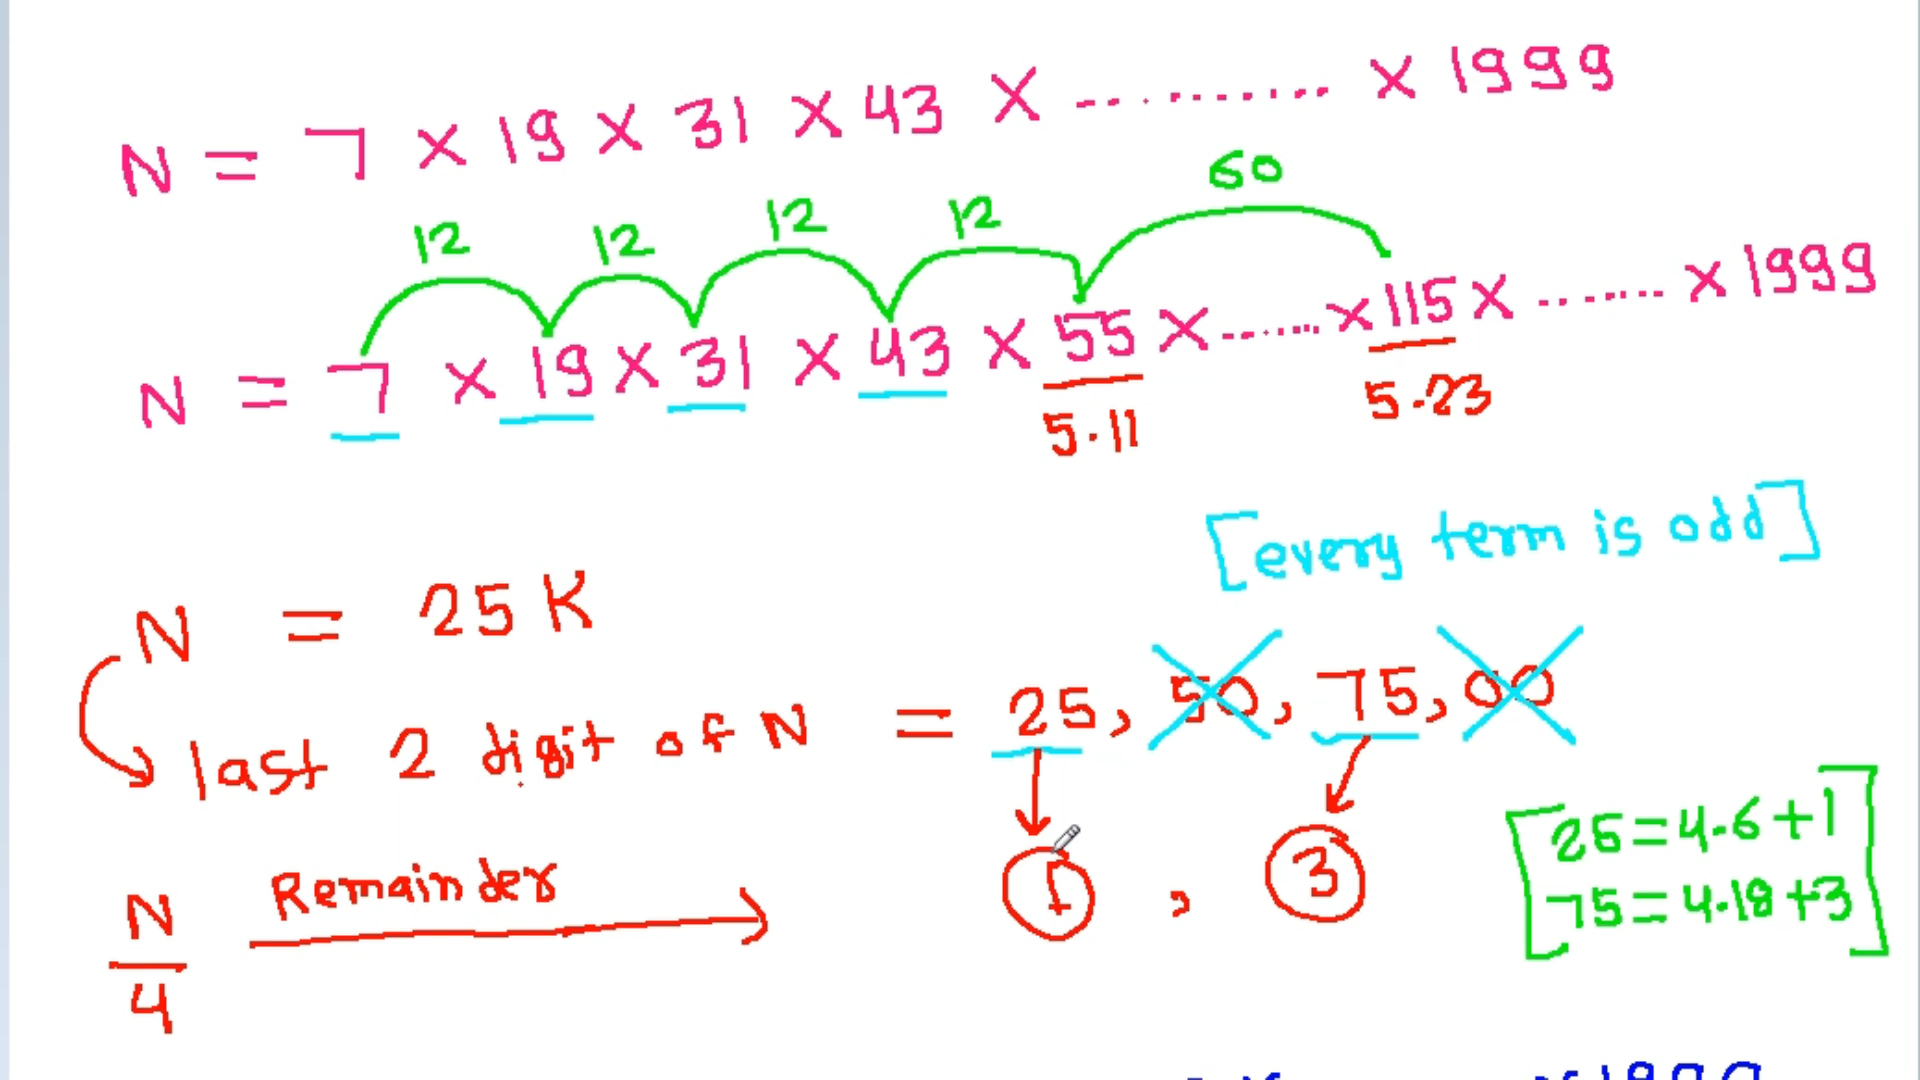 N = 7 × 19 × 31 × 43 × .......... × 1999
12 12 12 12 60
N = 7 × 19 × 31 × 43 × 55 × ...... × 115 × ....... × 1999
5.11 5.23
[every term is odd]
N = 25K
last 2 digit of N = 25, 50, 75, 00
N/4 Remainder 1, 3
[25=4.6+1
75=4.18+3]